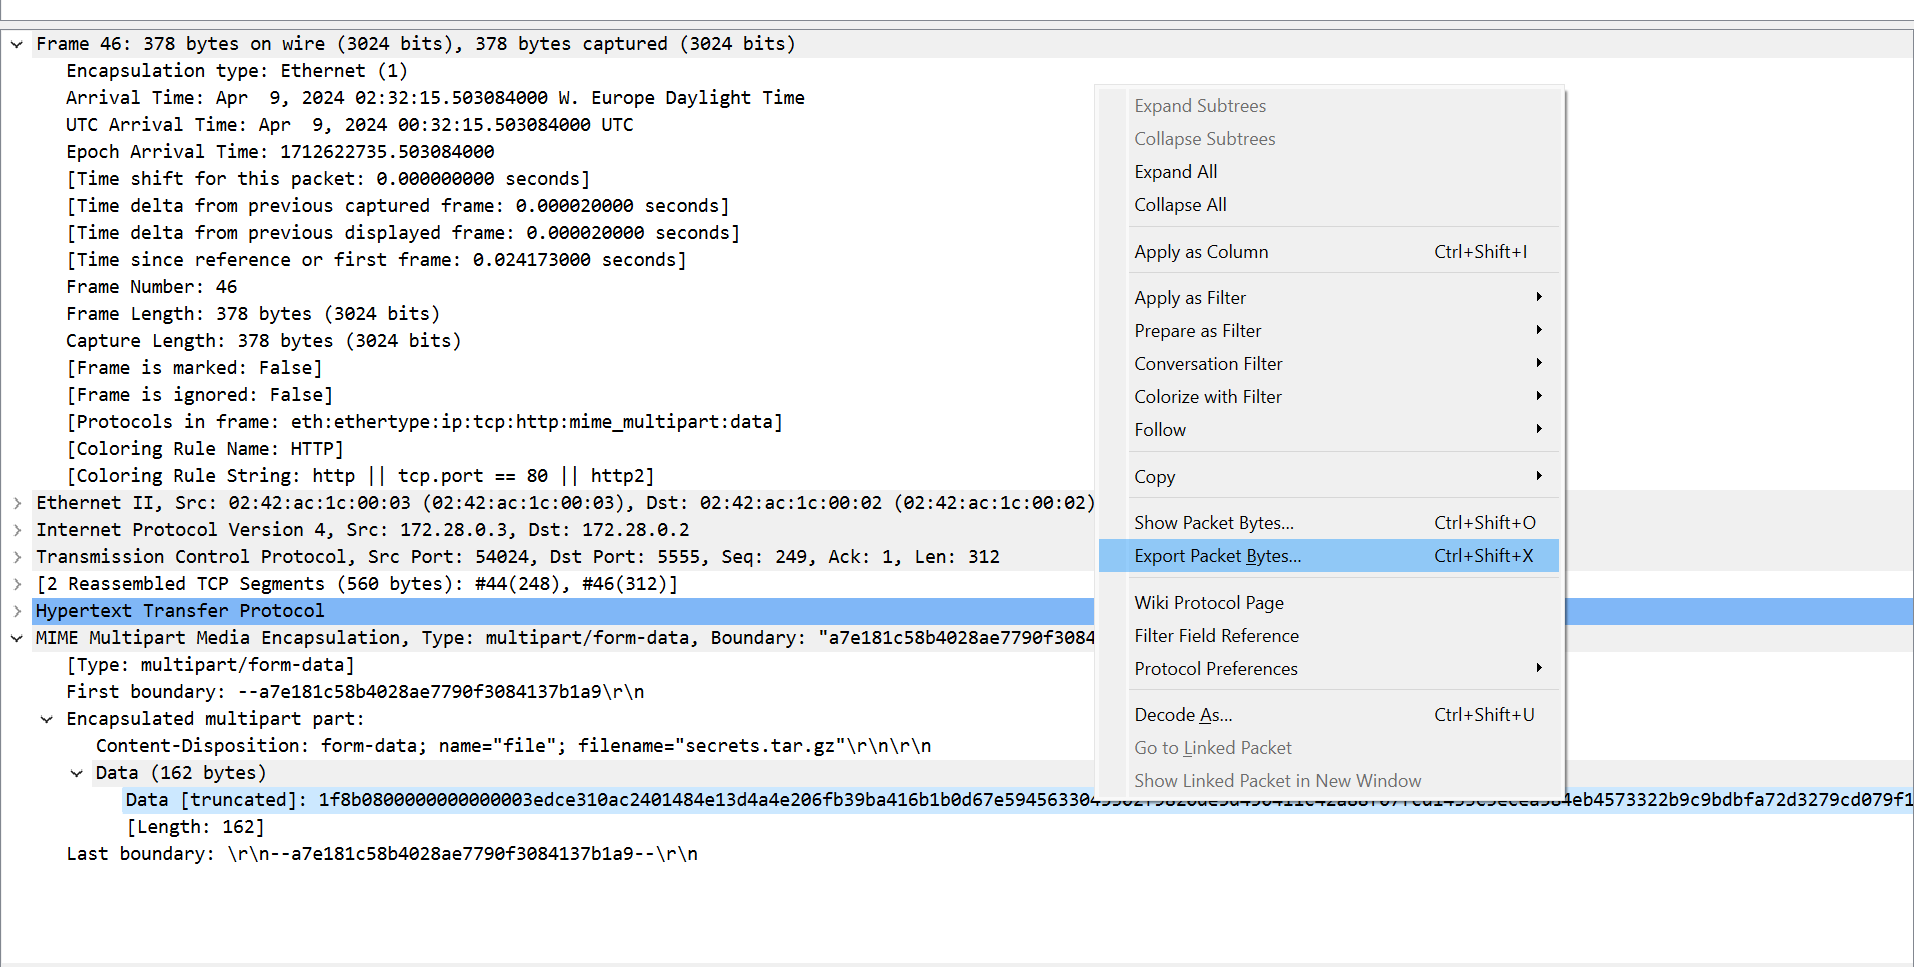 Frame 46: 378 bytes on wire (3024 bits), 378 bytes captured (3024 bits)
Encapsulation type: Ethernet (1)
Arrival Time: Apr  9, 2024 02:32:15.503084000 W. Europe Daylight Time
UTC Arrival Time: Apr  9, 2024 00:32:15.503084000 UTC
Epoch Arrival Time: 1712622735.503084000
[Time shift for this packet: 0.000000000 seconds]
[Time delta from previous captured frame: 0.000020000 seconds]
[Time delta from previous displayed frame: 0.000020000 seconds]
[Time since reference or first frame: 0.024173000 seconds]
Frame Number: 46
Frame Length: 378 bytes (3024 bits)
Capture Length: 378 bytes (3024 bits)
[Frame is marked: False]
[Frame is ignored: False]
[Protocols in frame: eth:ethertype:ip:tcp:http:mime_multipart:data]
[Coloring Rule Name: HTTP]
[Coloring Rule String: http || tcp.port == 80 || http2]
Ethernet II, Src: 02:42:ac:1c:00:03 (02:42:ac:1c:00:03), Dst: 02:42:ac:1c:00:02 (02:42:ac:1c:00:02)
Internet Protocol Version 4, Src: 172.28.0.3, Dst: 172.28.0.2
Transmission Control Protocol, Src Port: 54024, Dst Port: 5555, Seq: 249, Ack: 1, Len: 312
[2 Reassembled TCP Segments (560 bytes): #44(248), #46(312)]
Hypertext Transfer Protocol
MIME Multipart Media Encapsulation, Type: multipart/form-data, Boundary: "a7e181c58b4028ae7790f3084
[Type: multipart/form-data]
First boundary: --a7e181c58b4028ae7790f3084137b1a9\r\n
Encapsulated multipart part:
Content-Disposition: form-data; name="file"; filename="secrets.tar.gz"\r\n\r\n
Data (162 bytes)
Data [truncated]:
[Length: 162]
Last boundary: \r\n--a7e181c58b4028ae7790f3084137b1a9--\r\n
Expand Subtrees
Collapse Subtrees
Expand All
Collapse All
Apply as Column Ctrl+Shift+I
Apply as Filter
Prepare as Filter
Conversation Filter
Colorize with Filter
Follow
Copy
Show Packet Bytes... Ctrl+Shift+O
Export Packet Bytes... Ctrl+Shift+X
Wiki Protocol Page
Filter Field Reference
Protocol Preferences
Decode As... Ctrl+Shift+U
Go to Linked Packet
Show Linked Packet in New Window